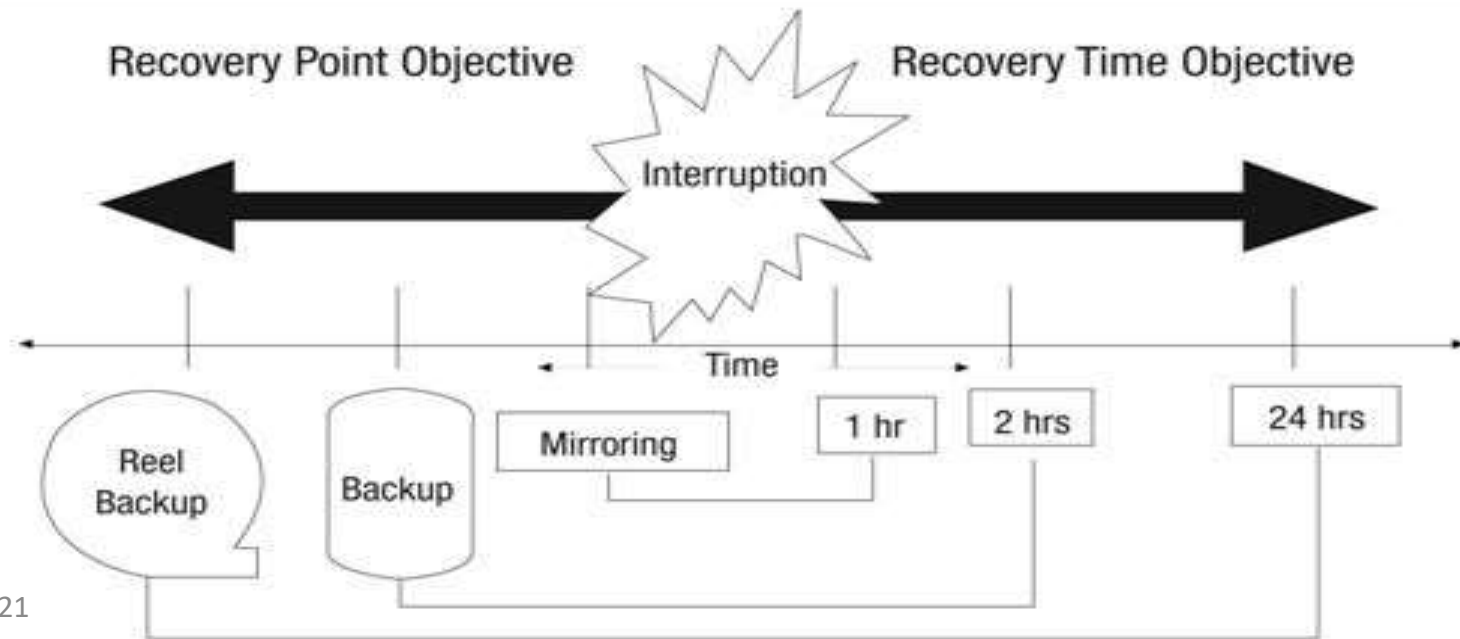 Recovery Point Objective
Recovery Time Objective
Interruption
Time
Reel
Backup
Backup
Mirroring
1 hr
2 hrs
24 hrs
21